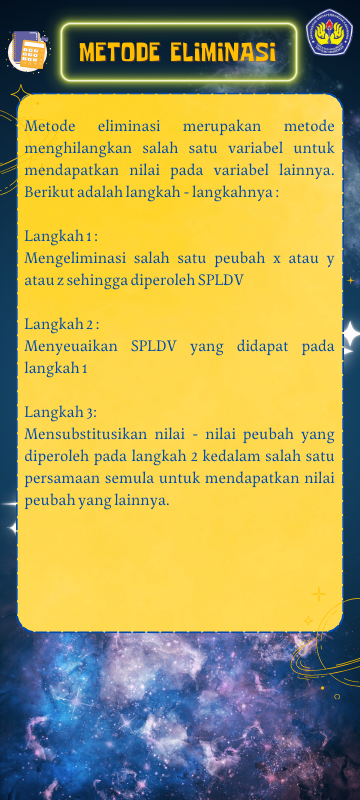 METODE ELIMINASI
Metode eliminasi merupakan metode
menghilangkan salah satu variabel untuk
mendapatkan nilai pada variabel lainnya.
Berikut adalah langkah - langkahnya :
Langkah 1 :
Mengeliminasi salah satu peubah x atau y
atau z sehingga diperoleh SPLDV
Langkah 2 :
Menyeuaikan SPLDV yang didapat pada
langkah 1
Langkah 3:
Mensubstitusikan nilai - nilai peubah yang
diperoleh pada langkah 2 kedalam salah satu
persamaan semula untuk mendapatkan nilai
peubah yang lainnya.